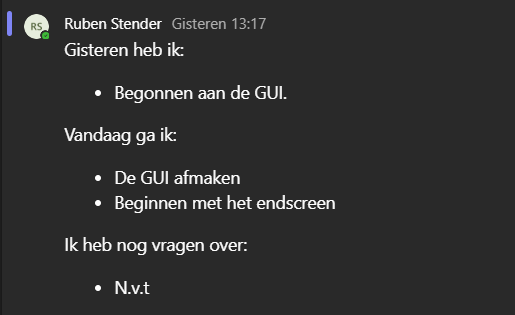 RS Ruben Stender Gisteren 13:17
Gisteren heb ik:
• Begonnen aan de GUI.
Vandaag ga ik:
• De GUI afmaken
• Beginnen met het endscreen
Ik heb nog vragen over:
• N.v.t